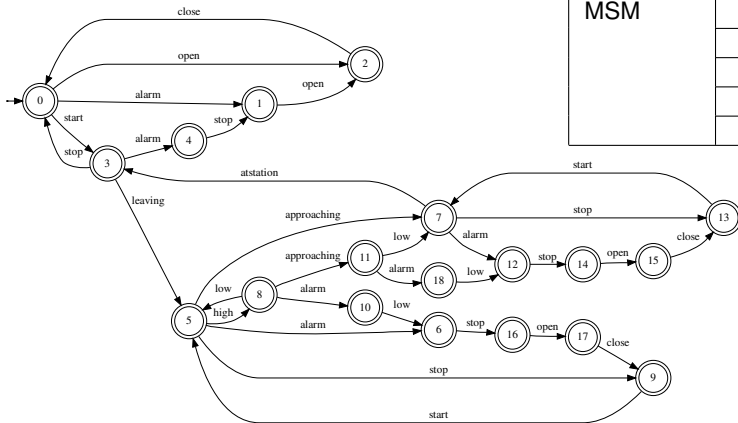 close
MSM
open
2
0
alarm
1
open
start
stop
alarm
4
stop
3
start
atstation
leaving
approaching
7
stop
13
low
alarm
approaching
11
close
12
stop
14
open
15
alarm
18
low
low
8
alarm
low
high
10
5
alarm
6
stop
16
open
17
close
stop
9
start